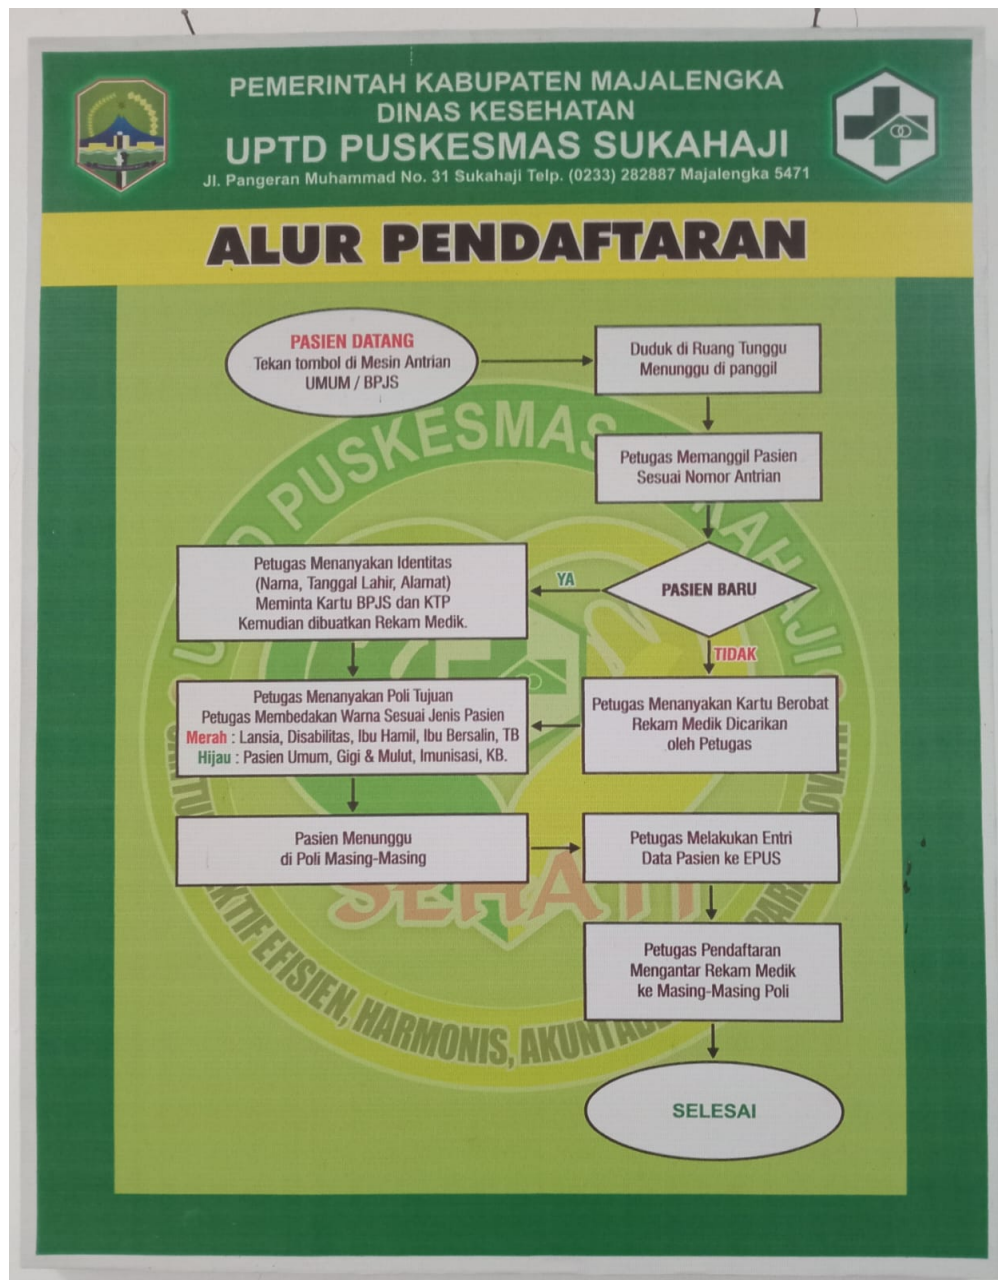 PEMERINTAH KABUPATEN MAJALENGKA
DINAS KESEHATAN
UPTD PUSKESMAS SUKAHAJI
Jl. Pangeran Muhammad No. 31 Sukahaji Telp. (0233) 282887 Majalengka 5471
ALUR PENDAFTARAN
PASIEN DATANG
Tekan tombol di Mesin Antrian
UMUM / BPJS
Duduk di Ruang Tunggu
Menunggu di panggil
Petugas Memanggil Pasien
Sesuai Nomor Antrian
PASIEN BARU
YA
Petugas Menanyakan Identitas
(Nama, Tanggal Lahir, Alamat)
Meminta Kartu BPJS dan KTP
Kemudian dibuatkan Rekam Medik.
TIDAK
Petugas Menanyakan Kartu Berobat
Rekam Medik Dicarikan
oleh Petugas
Petugas Menanyakan Poli Tujuan
Petugas Membedakan Warna Sesuai Jenis Pasien
Merah : Lansia, Disabilitas, Ibu Hamil, Ibu Bersalin, TB
Hijau : Pasien Umum, Gigi & Mulut, Imunisasi, KB.
Pasien Menunggu
di Poli Masing-Masing
Petugas Melakukan Entri
Data Pasien ke EPUS
Petugas Pendaftaran
Mengantar Rekam Medik
ke Masing-Masing Poli
SELESAI
PUSKESMAS
SEHATI
EFISIEN, HARMONIS,